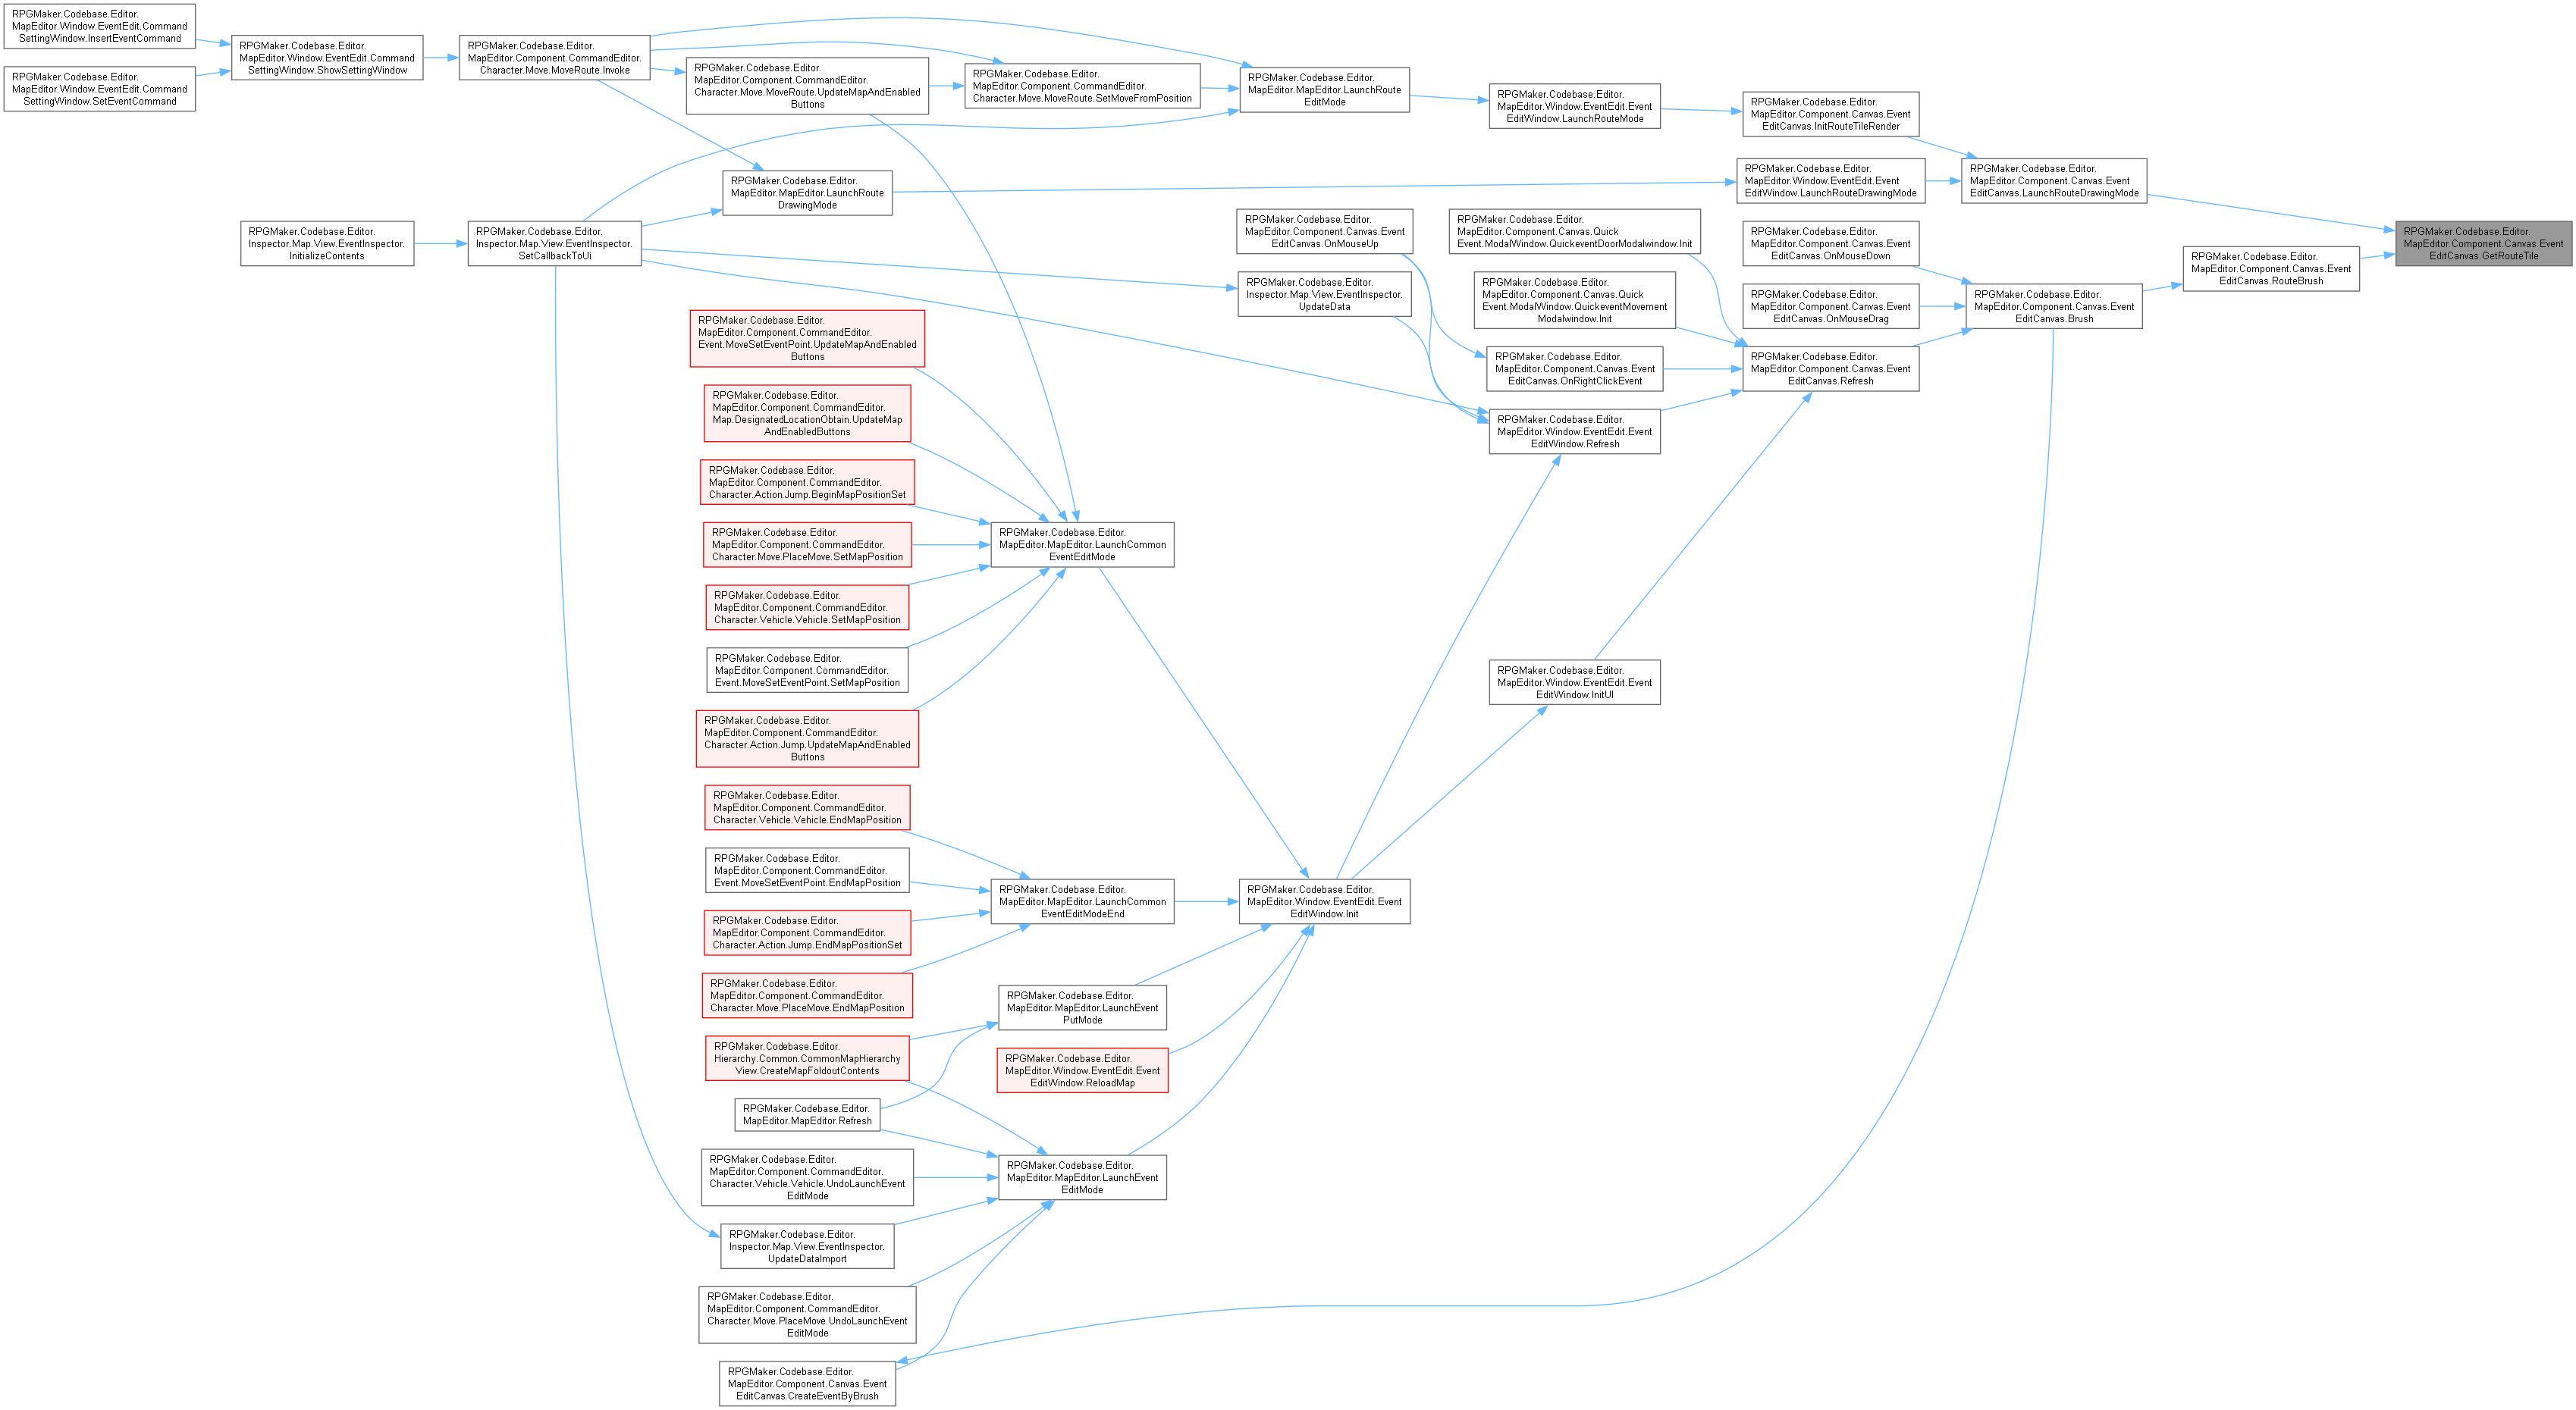 RPGMaker.Codebase.Editor.
MapEditor.Window.EventEdit.Command
SettingWindow.InsertEventCommand
RPGMaker.Codebase.Editor.
MapEditor.Window.EventEdit.Command
SettingWindow.SetEventCommand
RPGMaker.Codebase.Editor.
MapEditor.Window.EventEdit.Command
SettingWindow.ShowSettingWindow
RPGMaker.Codebase.Editor.
MapEditor.Component.CommandEditor.
Character.Move.MoveRoute.Invoke
RPGMaker.Codebase.Editor.
MapEditor.Component.CommandEditor.
Character.Move.MoveRoute.UpdateMapAndEnabled
Buttons
RPGMaker.Codebase.Editor.
MapEditor.Component.CommandEditor.
Character.Move.MoveRoute.SetMoveFromPosition
RPGMaker.Codebase.Editor.
MapEditor.MapEditor.LaunchRoute
EditMode
RPGMaker.Codebase.Editor.
MapEditor.Window.EventEdit.Event
EditWindow.LaunchRouteMode
RPGMaker.Codebase.Editor.
MapEditor.Component.Canvas.Event
EditCanvas.InitRouteTileRender
RPGMaker.Codebase.Editor.
MapEditor.MapEditor.LaunchRoute
DrawingMode
RPGMaker.Codebase.Editor.
MapEditor.Window.EventEdit.Event
EditWindow.LaunchRouteDrawingMode
RPGMaker.Codebase.Editor.
MapEditor.Component.Canvas.Event
EditCanvas.LaunchRouteDrawingMode
RPGMaker.Codebase.Editor.
Inspector.Map.View.EventInspector.
InitializeContents
RPGMaker.Codebase.Editor.
Inspector.Map.View.EventInspector.
SetCallbackToUi
RPGMaker.Codebase.Editor.
MapEditor.Component.Canvas.Event
EditCanvas.OnMouseUp
RPGMaker.Codebase.Editor.
MapEditor.Component.Canvas.Quick
Event.ModalWindow.QuickeventDoorModalwindow.Init
RPGMaker.Codebase.Editor.
MapEditor.Component.Canvas.Event
EditCanvas.OnMouseDown
RPGMaker.Codebase.Editor.
MapEditor.Component.Canvas.Event
EditCanvas.GetRouteTile
RPGMaker.Codebase.Editor.
MapEditor.Component.Canvas.Event
EditCanvas.RouteBrush
RPGMaker.Codebase.Editor.
Inspector.Map.View.EventInspector.
UpdateData
RPGMaker.Codebase.Editor.
MapEditor.Component.Canvas.Quick
Event.ModalWindow.QuickeventMovement
Modalwindow.Init
RPGMaker.Codebase.Editor.
MapEditor.Component.Canvas.Event
EditCanvas.OnMouseDrag
RPGMaker.Codebase.Editor.
MapEditor.Component.Canvas.Event
EditCanvas.Brush
RPGMaker.Codebase.Editor.
MapEditor.Component.CommandEditor.
Event.MoveSetEventPoint.UpdateMapAndEnabled
Buttons
RPGMaker.Codebase.Editor.
MapEditor.Component.Canvas.Event
EditCanvas.OnRightClickEvent
RPGMaker.Codebase.Editor.
MapEditor.Component.Canvas.Event
EditCanvas.Refresh
RPGMaker.Codebase.Editor.
MapEditor.Component.CommandEditor.
Map.DesignatedLocationObtain.UpdateMap
AndEnabledButtons
RPGMaker.Codebase.Editor.
MapEditor.Window.EventEdit.Event
EditWindow.Refresh
RPGMaker.Codebase.Editor.
MapEditor.Component.CommandEditor.
Character.Action.Jump.BeginMapPositionSet
RPGMaker.Codebase.Editor.
MapEditor.Component.CommandEditor.
Character.Move.PlaceMove.SetMapPosition
RPGMaker.Codebase.Editor.
MapEditor.MapEditor.LaunchCommon
EventEditMode
RPGMaker.Codebase.Editor.
MapEditor.Component.CommandEditor.
Character.Vehicle.Vehicle.SetMapPosition
RPGMaker.Codebase.Editor.
MapEditor.Component.CommandEditor.
Event.MoveSetEventPoint.SetMapPosition
RPGMaker.Codebase.Editor.
MapEditor.Window.EventEdit.Event
EditWindow.InitUI
RPGMaker.Codebase.Editor.
MapEditor.Component.CommandEditor.
Character.Action.Jump.UpdateMapAndEnabled
Buttons
RPGMaker.Codebase.Editor.
MapEditor.Component.CommandEditor.
Character.Vehicle.Vehicle.EndMapPosition
RPGMaker.Codebase.Editor.
MapEditor.Component.CommandEditor.
Event.MoveSetEventPoint.EndMapPosition
RPGMaker.Codebase.Editor.
MapEditor.MapEditor.LaunchCommon
EventEditModeEnd
RPGMaker.Codebase.Editor.
MapEditor.Window.EventEdit.Event
EditWindow.Init
RPGMaker.Codebase.Editor.
MapEditor.Component.CommandEditor.
Character.Action.Jump.EndMapPositionSet
RPGMaker.Codebase.Editor.
MapEditor.Component.CommandEditor.
Character.Move.PlaceMove.EndMapPosition
RPGMaker.Codebase.Editor.
MapEditor.MapEditor.LaunchEvent
PutMode
RPGMaker.Codebase.Editor.
Hierarchy.Common.CommonMapHierarchy
View.CreateMapFoldoutContents
RPGMaker.Codebase.Editor.
MapEditor.Window.EventEdit.Event
EditWindow.ReloadMap
RPGMaker.Codebase.Editor.
MapEditor.MapEditor.Refresh
RPGMaker.Codebase.Editor.
MapEditor.Component.CommandEditor.
Character.Vehicle.Vehicle.UndoLaunchEvent
EditMode
RPGMaker.Codebase.Editor.
MapEditor.MapEditor.LaunchEvent
EditMode
RPGMaker.Codebase.Editor.
Inspector.Map.View.EventInspector.
UpdateDataImport
RPGMaker.Codebase.Editor.
MapEditor.Component.CommandEditor.
Character.Move.PlaceMove.UndoLaunchEvent
EditMode
RPGMaker.Codebase.Editor.
MapEditor.Component.Canvas.Event
EditCanvas.CreateEventByBrush